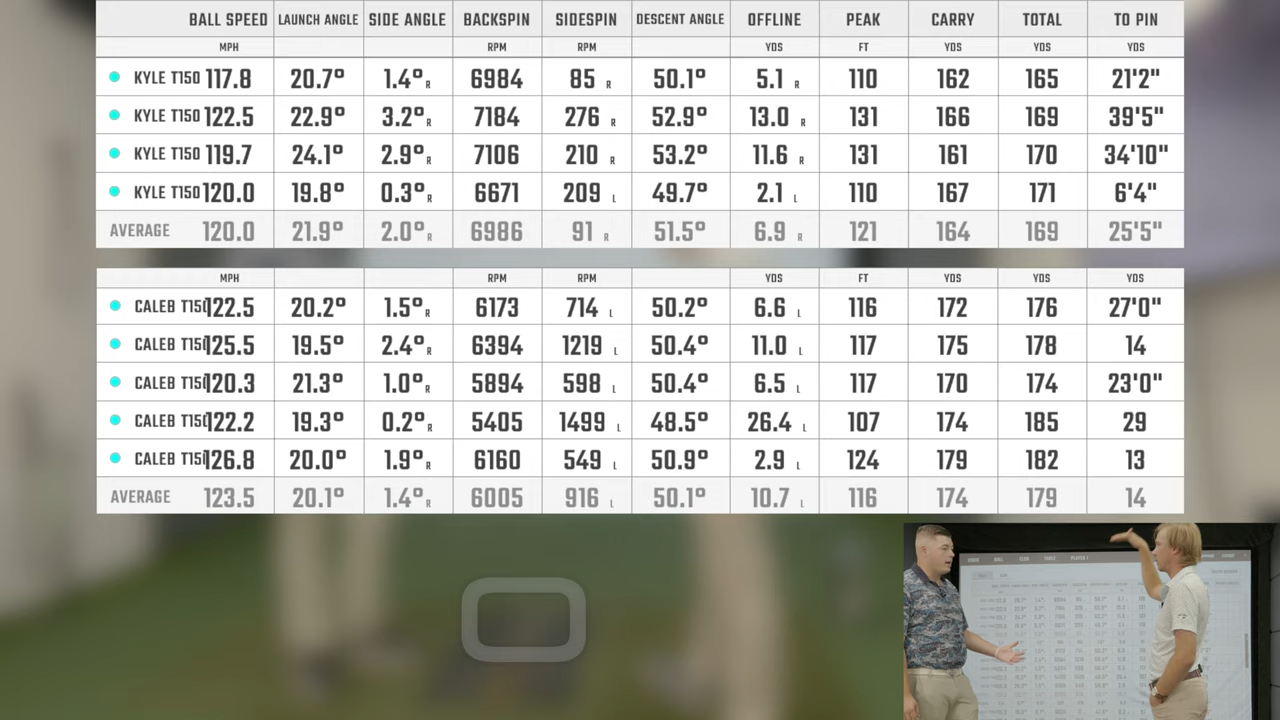 BALL SPEED LAUNCH ANGLE SIDE ANGLE BACKSPIN SIDESPIN DESCENT ANGLE OFFLINE PEAK CARRY TOTAL TO PIN
MPH RPM RPM YDS FT YDS YDS YDS
KYLE T150 117.8 20.7° 1.4° R 6984 85 R 50.1° 5.1 R 110 162 165 21'2"
KYLE T150 122.5 22.9° 3.2° R 7184 276 R 52.9° 13.0 R 131 166 169 39'5"
KYLE T150 119.7 24.1° 2.9° R 7106 210 R 53.2° 11.6 R 131 161 170 34'10"
KYLE T150 120.0 19.8° 0.3° R 6671 209 L 49.7° 2.1 L 110 167 171 6'4"
AVERAGE 120.0 21.9° 2.0° R 6986 91 R 51.5° 6.9 R 121 164 169 25'5"
MPH RPM RPM YDS FT YDS YDS YDS
CALEB T150 122.5 20.2° 1.5° R 6173 714 L 50.2° 6.6 L 116 172 176 27'0"
CALEB T150 125.5 19.5° 2.4° R 6394 1219 L 50.4° 11.0 L 117 175 178 14
CALEB T150 120.3 21.3° 1.0° R 5894 598 L 50.4° 6.5 L 117 170 174 23'0"
CALEB T150 122.2 19.3° 0.2° R 5405 1499 L 48.5° 26.4 L 107 174 185 29
CALEB T150 126.8 20.0° 1.9° R 6160 549 L 50.9° 2.9 L 124 179 182 13
AVERAGE 123.5 20.1° 1.4° R 6005 916 L 50.1° 10.7 L 116 174 179 14